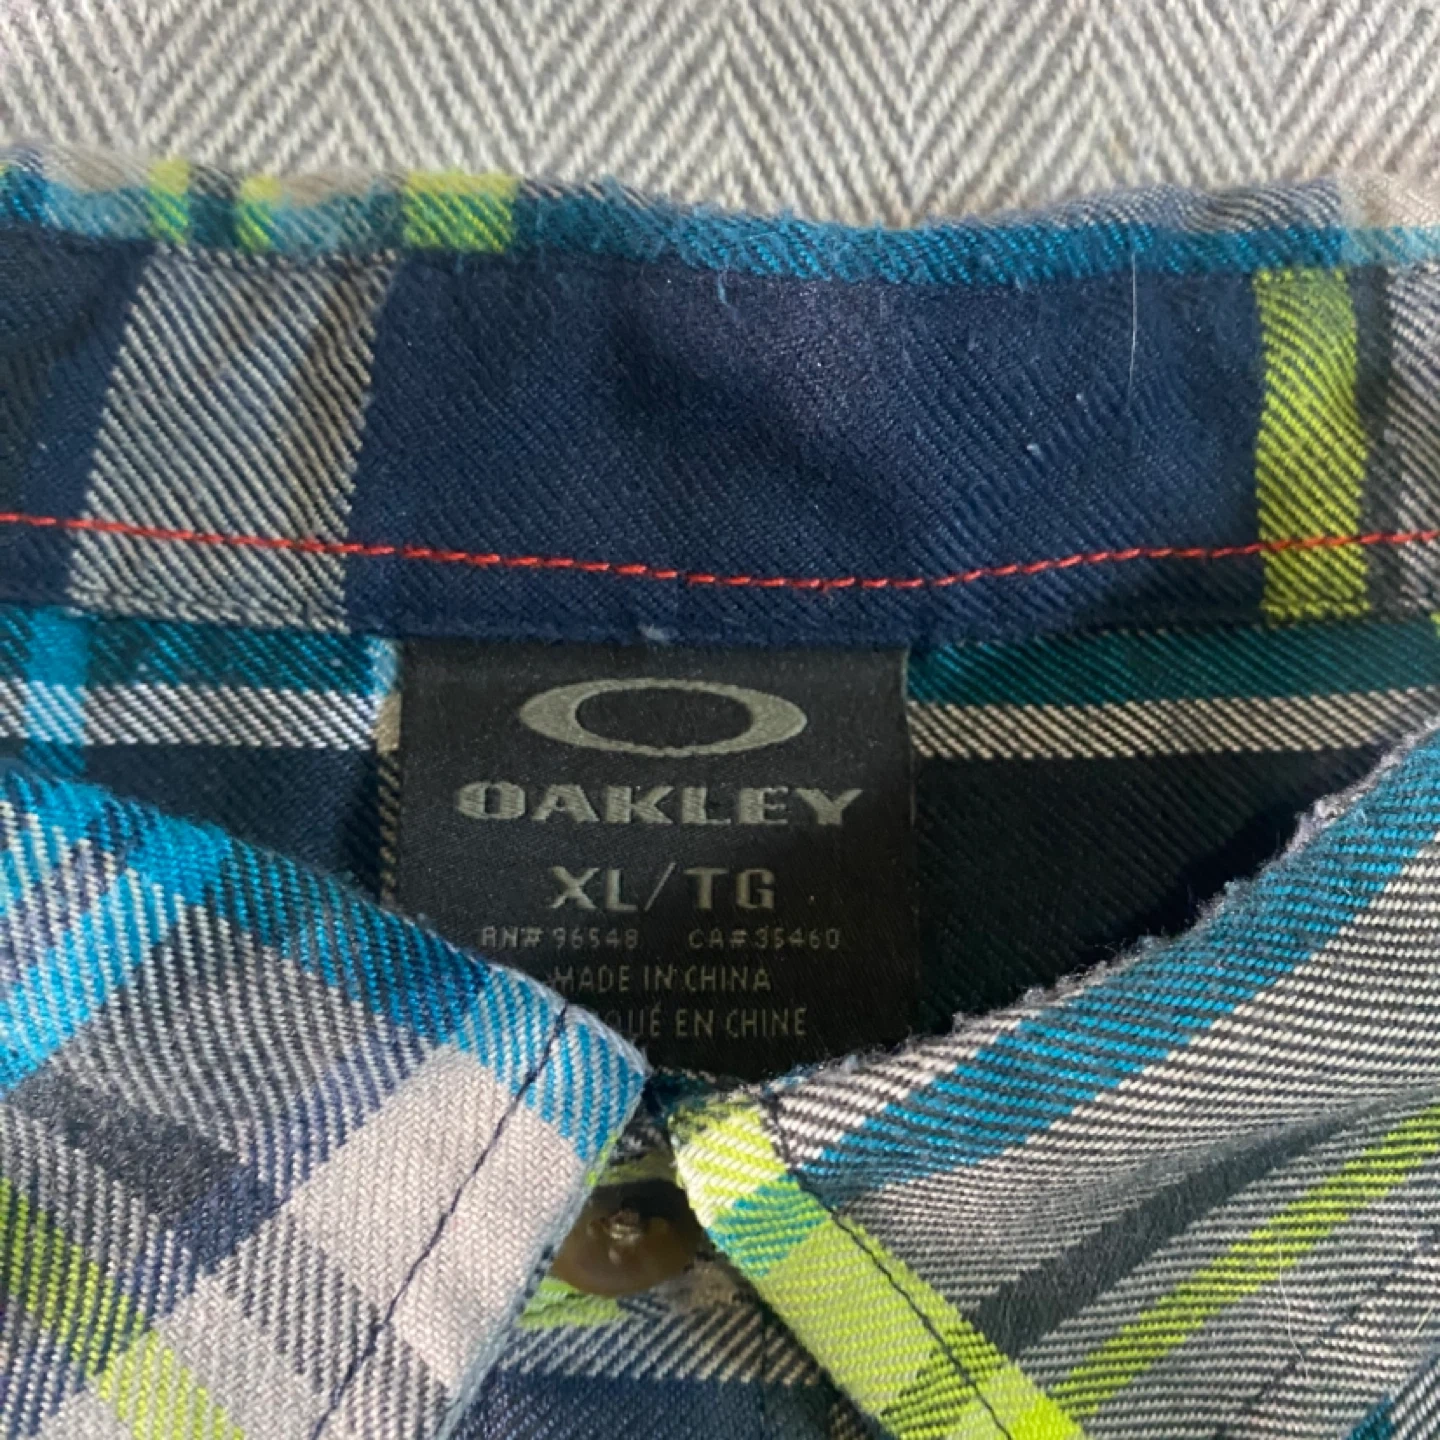 OAKLEY
XL/TG
RN# 96548 CA# 35460
MADE IN CHINA
EN CHINE